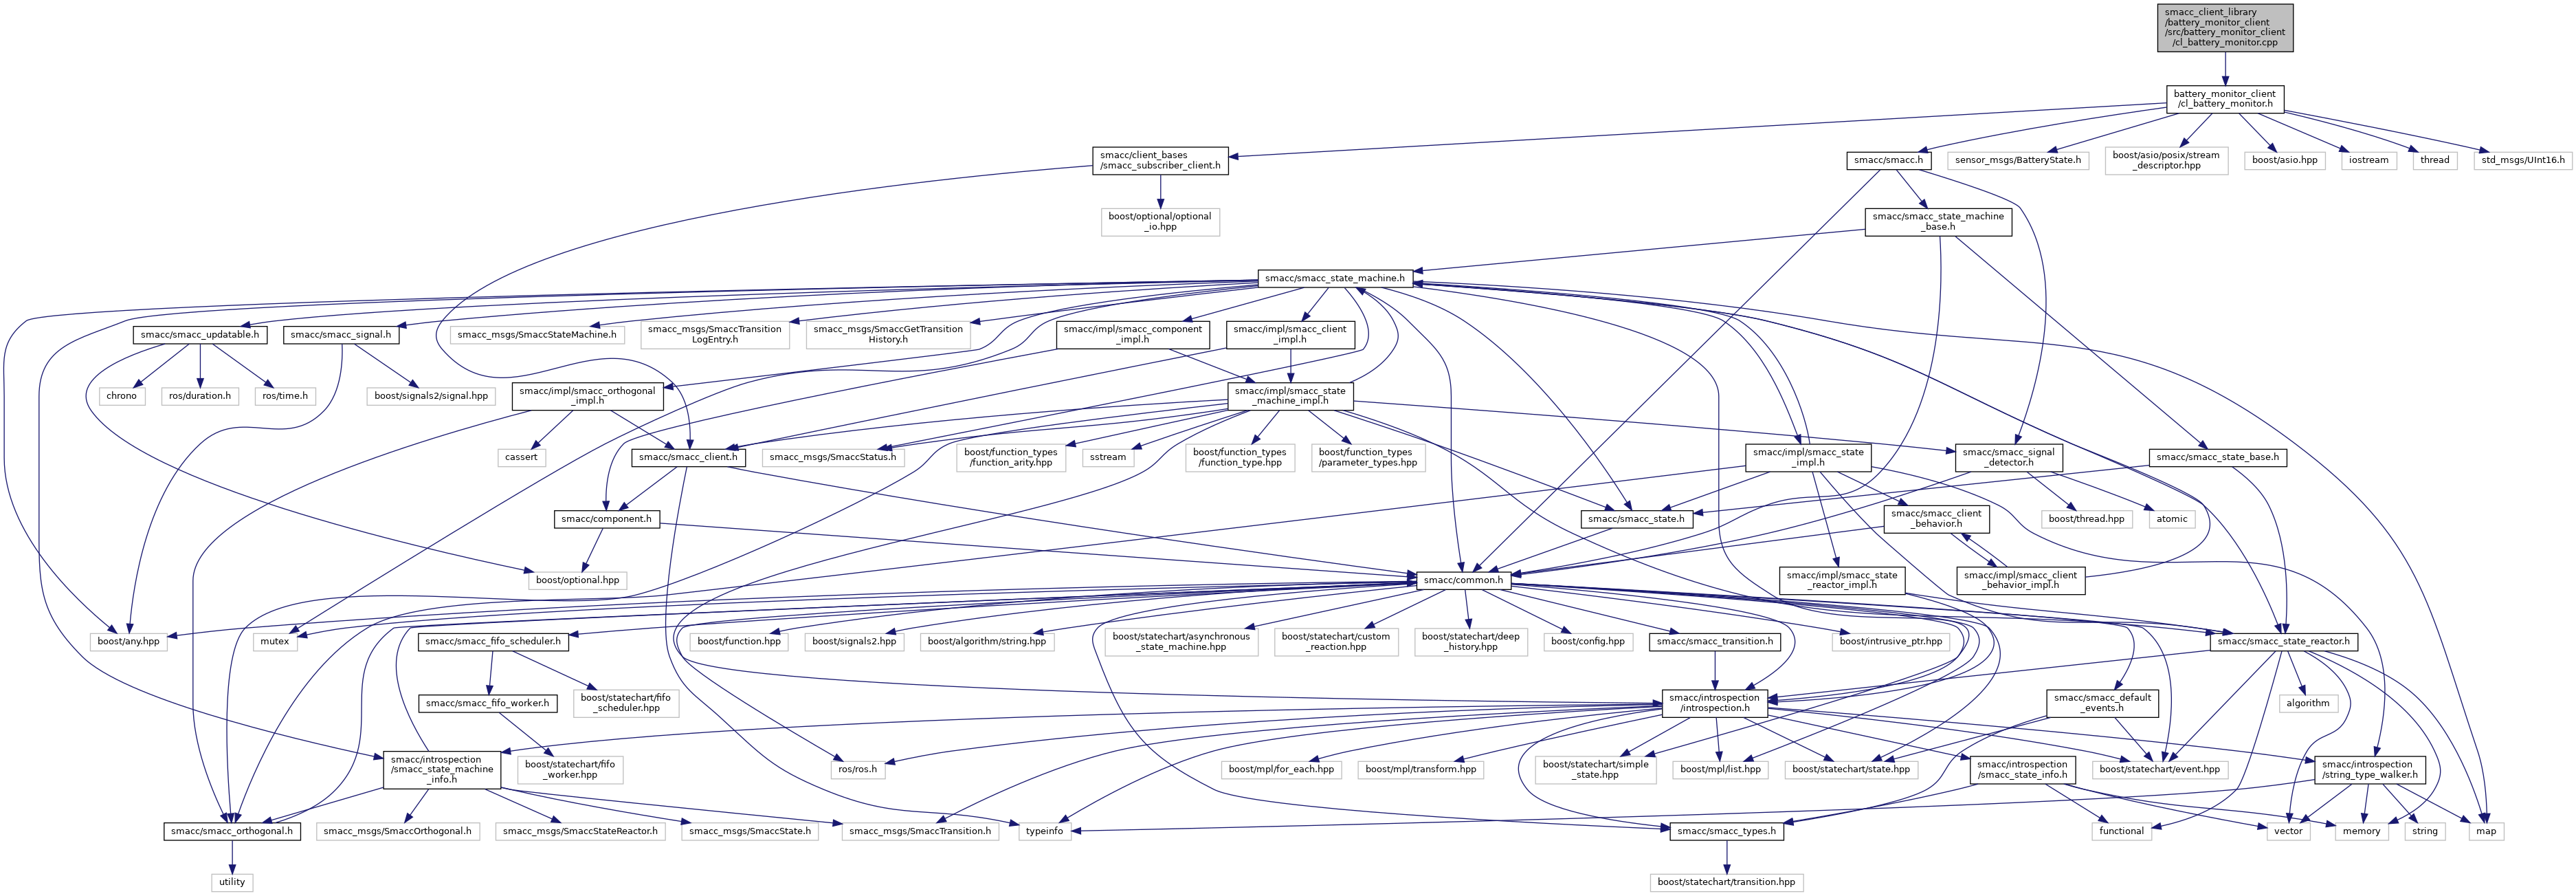 smacc_client_library
/battery_monitor_client
/src/battery_monitor_client
/cl_battery_monitor.cpp
battery_monitor_client
/cl_battery_monitor.h
smacc/client_bases
/smacc_subscriber_client.h
smacc/smacc.h
sensor_msgs/BatteryState.h
boost/asio/posix/stream
_descriptor.hpp
boost/asio.hpp
iostream
thread
std_msgs/UInt16.h
boost/optional/optional
_io.hpp
smacc/smacc_state_machine
_base.h
smacc/smacc_state_machine.h
smacc/smacc_updatable.h
smacc/smacc_signal.h
smacc_msgs/SmaccStateMachine.h
smacc_msgs/SmaccTransition
LogEntry.h
smacc_msgs/SmaccGetTransition
History.h
smacc/impl/smacc_component
_impl.h
smacc/impl/smacc_client
_impl.h
chrono
ros/duration.h
ros/time.h
boost/signals2/signal.hpp
smacc/impl/smacc_orthogonal
_impl.h
smacc/impl/smacc_state
_machine_impl.h
cassert
smacc/smacc_client.h
smacc_msgs/SmaccStatus.h
boost/function_types
/function_arity.hpp
sstream
boost/function_types
/function_type.hpp
boost/function_types
/parameter_types.hpp
smacc/impl/smacc_state
_impl.h
smacc/smacc_signal
_detector.h
smacc/smacc_state_base.h
smacc/component.h
smacc/smacc_state.h
smacc/smacc_client
_behavior.h
boost/thread.hpp
atomic
boost/optional.hpp
smacc/common.h
smacc/impl/smacc_state
_reactor_impl.h
smacc/impl/smacc_client
_behavior_impl.h
boost/any.hpp
mutex
smacc/smacc_fifo_scheduler.h
boost/function.hpp
boost/signals2.hpp
boost/algorithm/string.hpp
boost/statechart/asynchronous
_state_machine.hpp
boost/statechart/custom
_reaction.hpp
boost/statechart/deep
_history.hpp
boost/config.hpp
smacc/smacc_transition.h
boost/intrusive_ptr.hpp
smacc/smacc_state_reactor.h
smacc/smacc_fifo_worker.h
boost/statechart/fifo
_scheduler.hpp
smacc/introspection
/introspection.h
smacc/smacc_default
_events.h
algorithm
smacc/introspection
/smacc_state_machine
_info.h
boost/statechart/fifo
_worker.hpp
ros/ros.h
boost/mpl/for_each.hpp
boost/mpl/transform.hpp
boost/statechart/simple
_state.hpp
boost/mpl/list.hpp
boost/statechart/state.hpp
smacc/introspection
/smacc_state_info.h
boost/statechart/event.hpp
smacc/introspection
/string_type_walker.h
smacc/smacc_orthogonal.h
smacc_msgs/SmaccOrthogonal.h
smacc_msgs/SmaccStateReactor.h
smacc_msgs/SmaccState.h
smacc_msgs/SmaccTransition.h
typeinfo
smacc/smacc_types.h
functional
vector
memory
string
map
utility
boost/statechart/transition.hpp